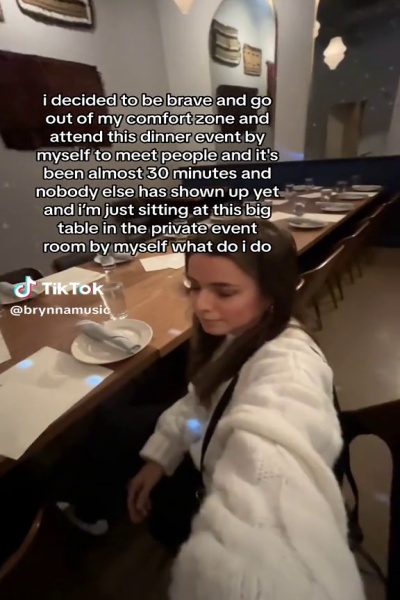 i decided to be brave and go
out of my comfort zone and
attend this dinner event by
myself to meet people and it's
been almost 30 minutes and
nobody else has shown up yet
and i'm just sitting at this big
table in the private event
room by myself what do i do
TikTok
@brynnamusic